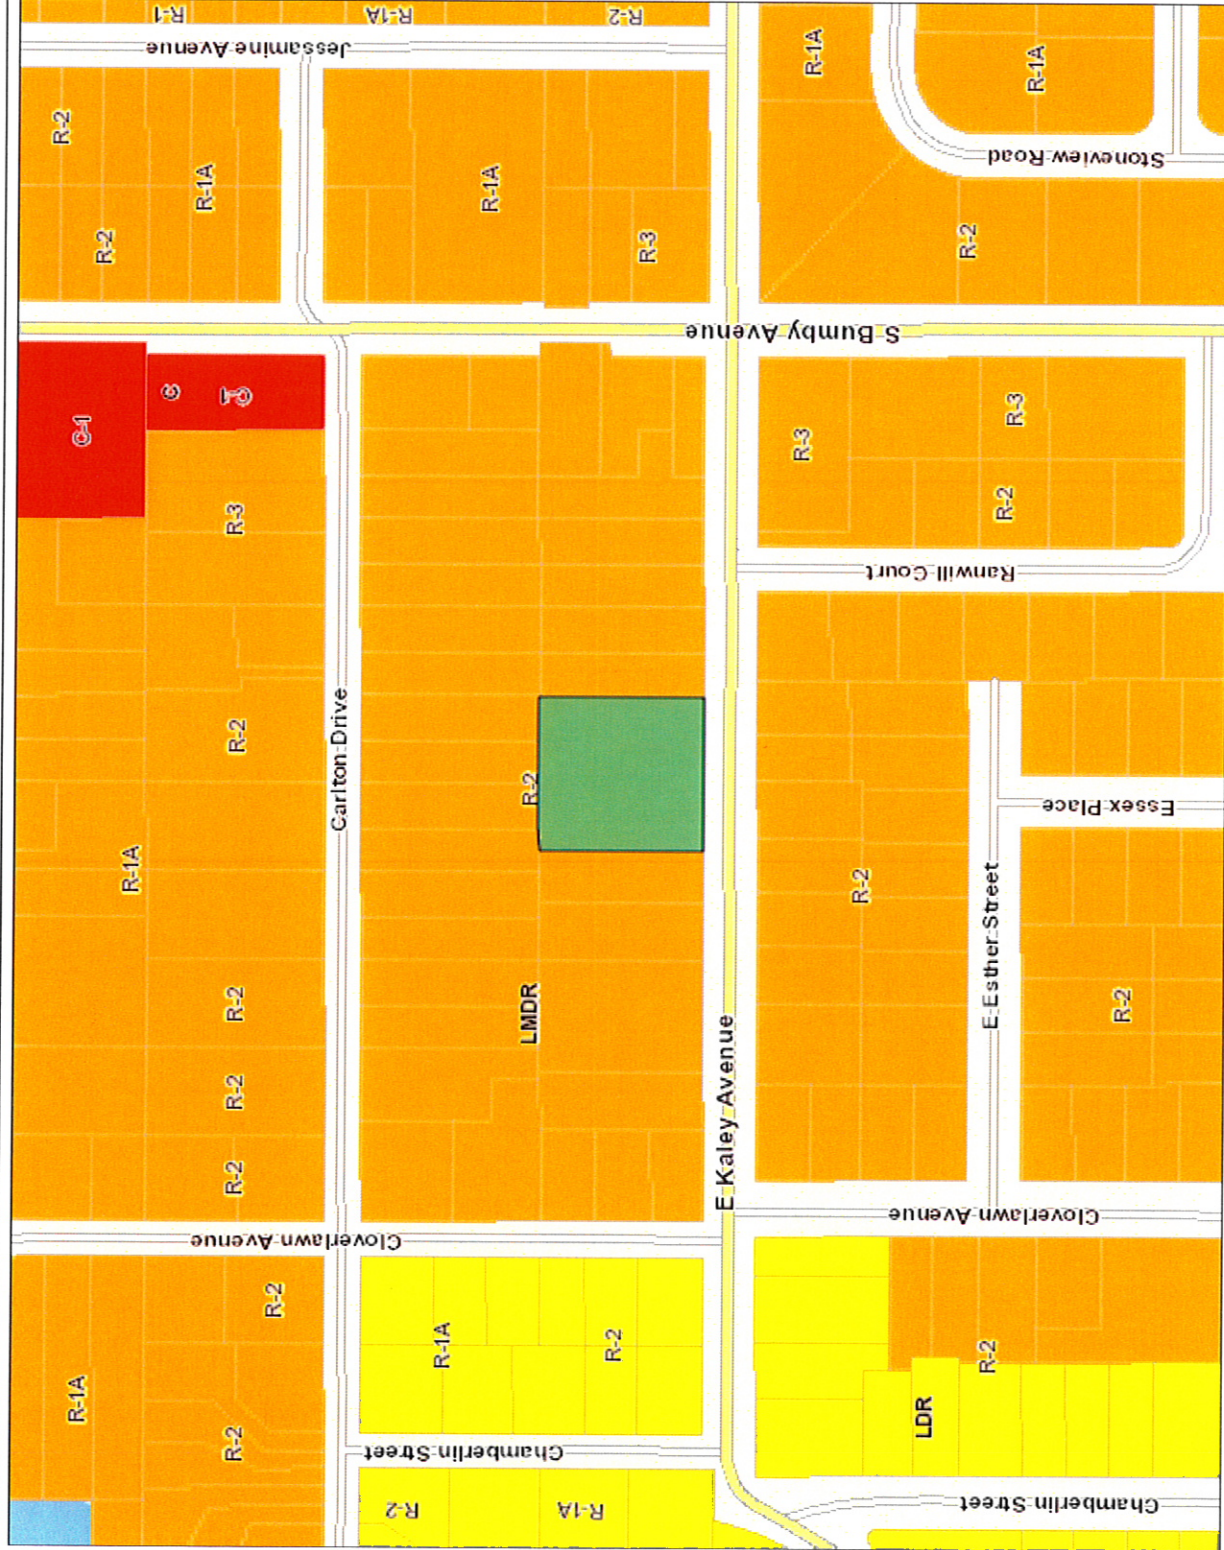 R-1
R-1A
R-2
Jessamine Avenue
R-2
R-2
R-1A
R-1A
R-3
R-1A
R-1A
Stoneview Road
R-2
S Bumby Avenue
C-1
C
C-1
R-3
R-2
R-1A
R-2
R-2
R-2
Carlton Drive
R-2
LMDR
E Kaley Avenue
R-3
R-3
R-2
Ranwill Court
Essex Place
R-2
E Esther Street
R-2
Cloverlawn Avenue
Cloverlawn Avenue
R-2
R-1A
R-2
R-1A
R-2
R-2
LDR
Chamberlin Street
R-2
R-1A
Chamberlin Street